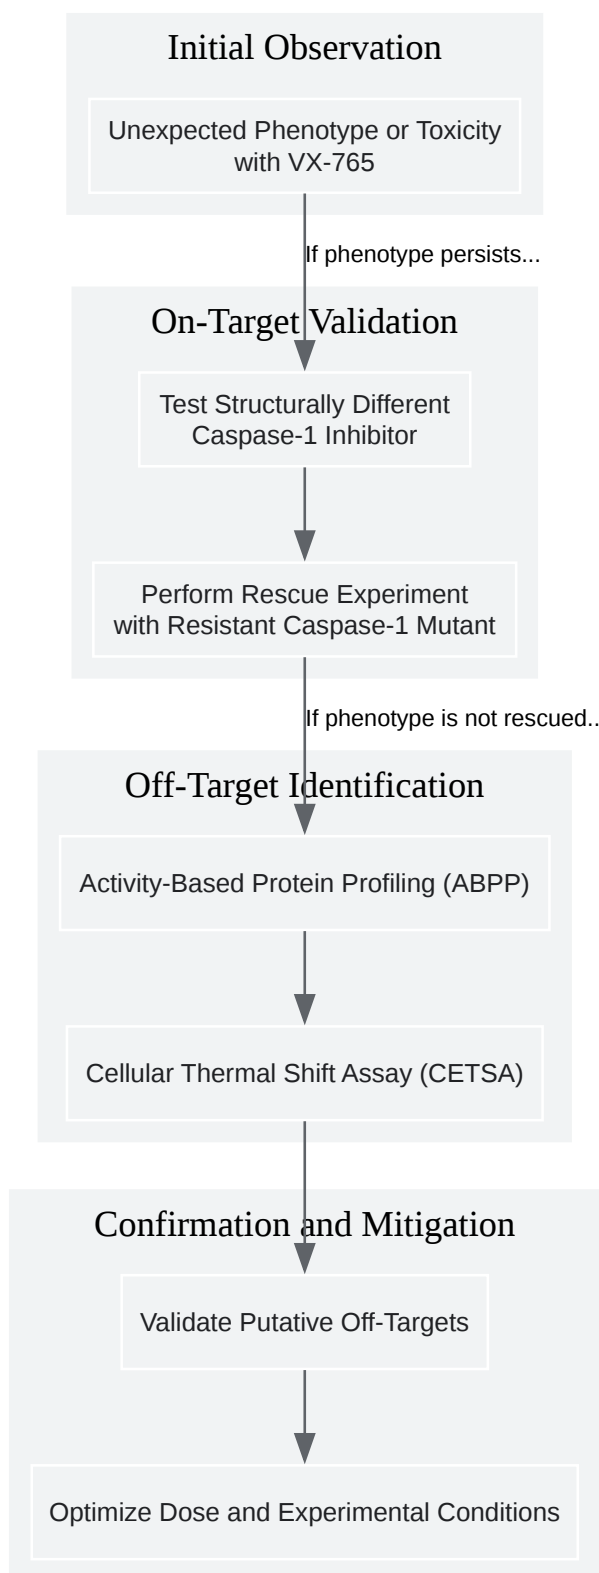 Initial Observation
Unexpected Phenotype or Toxicity
with VX-765
If phenotype persists...
On-Target Validation
Test Structurally Different
Caspase-1 Inhibitor
Perform Rescue Experiment
with Resistant Caspase-1 Mutant
If phenotype is not rescued..
Off-Target Identification
Activity-Based Protein Profiling (ABPP)
Cellular Thermal Shift Assay (CETSA)
Confirmation and Mitigation
Validate Putative Off-Targets
Optimize Dose and Experimental Conditions